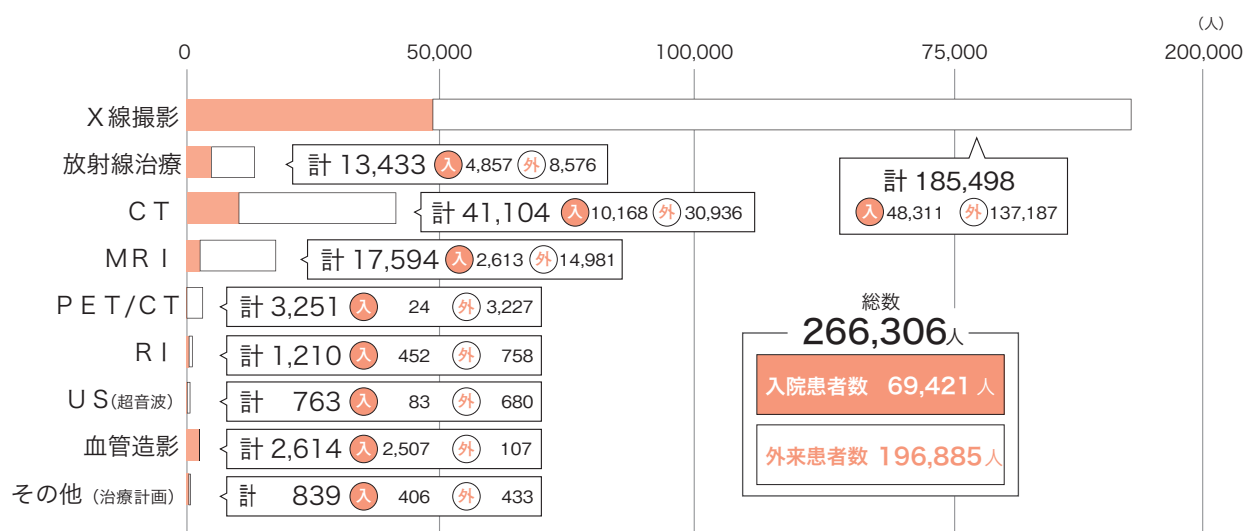 （人）
0 50,000 100,000 75,000 200,000
X線撮影
計 185,498
入 48,311 外 137,187
放射線治療 計 13,433 入 4,857 外 8,576
CT 計 41,104 入 10,168 外 30,936
MRI 計 17,594 入 2,613 外 14,981
PET/CT 計 3,251 入 24 外 3,227
RI 計 1,210 入 452 外 758
US(超音波) 計 763 入 83 外 680
血管造影 計 2,614 入 2,507 外 107
その他（治療計画） 計 839 入 406 外 433
総数
266,306人
入院患者数 69,421 人
外来患者数 196,885 人